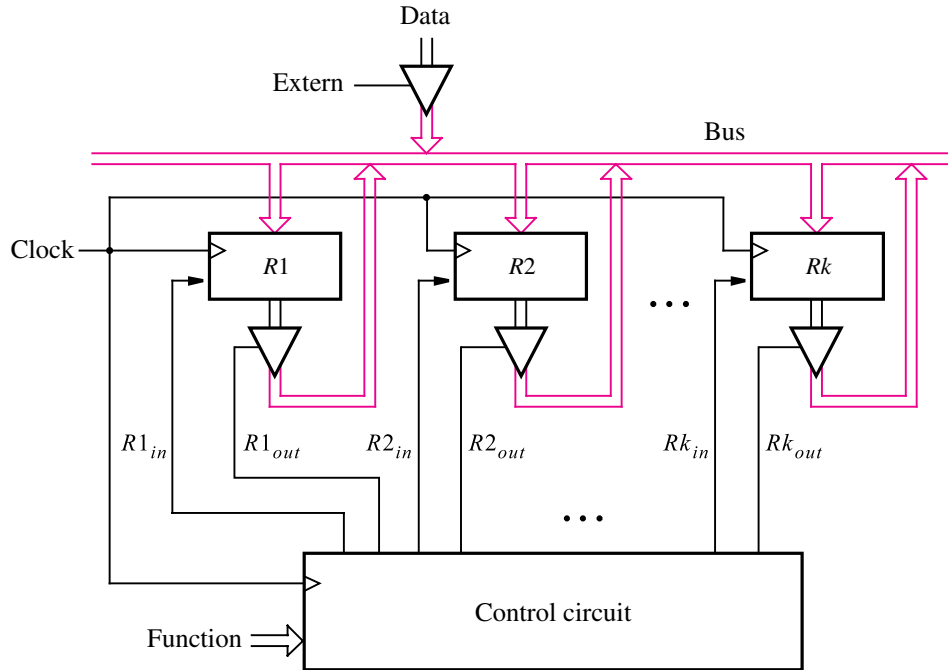 Data
Extern
Bus
Clock
R1
R2
Rk
...
R1in
R1out
R2in
R2out
Rkin
Rkout
...
Control circuit
Function